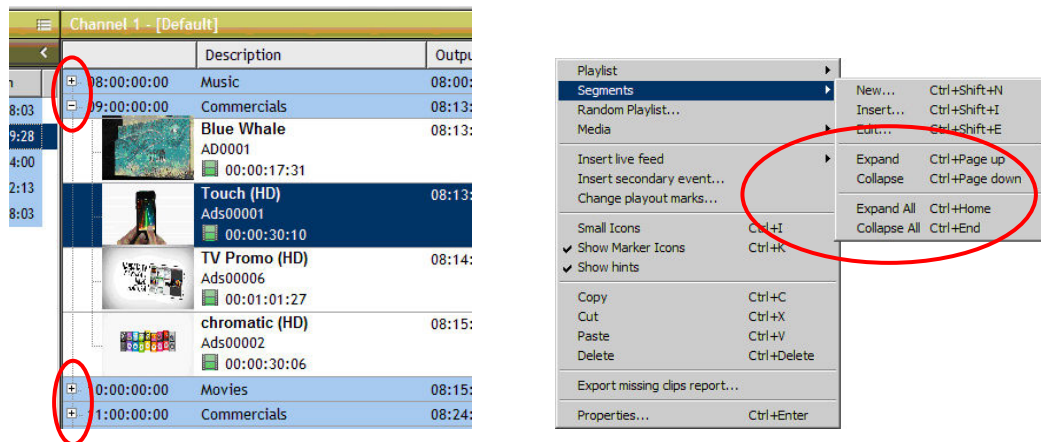 Channel 1 - [Default]
Description Outpu
08:00:00:00 Music 08:00:
8:03 09:00:00:00 Commercials 08:13:
9:28 Blue Whale 08:13:
AD0001
4:00 00:00:17:31
2:13 Touch (HD) 08:13:
8:03 Ads00001
00:00:30:10
TV Promo (HD) 08:14:
Ads00006
00:01:01:27
chromatic (HD) 08:15:
Ads00002
00:00:30:06
10:00:00:00 Movies 08:15:
11:00:00:00 Commercials 08:24:
Playlist
Segments
Random Playlist...
Media
Insert live feed
Insert secondary event...
Change playout marks...
Small Icons Ctrl+I
Show Marker Icons Ctrl+K
Show hints
Copy Ctrl+C
Cut Ctrl+X
Paste Ctrl+V
Delete Ctrl+Delete
Export missing clips report...
Properties... Ctrl+Enter
New... Ctrl+Shift+N
Insert... Ctrl+Shift+I
Edit... Ctrl+Shift+E
Expand Ctrl+Page up
Collapse Ctrl+Page down
Expand All Ctrl+Home
Collapse All Ctrl+End